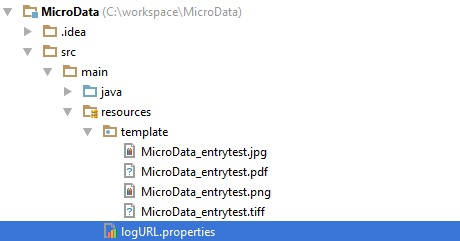 MicroData (C:\workspace\MicroData)
.idea
src
main
java
resources
template
MicroData_entrytest.jpg
MicroData_entrytest.pdf
MicroData_entrytest.png
MicroData_entrytest.tiff
logURL.properties